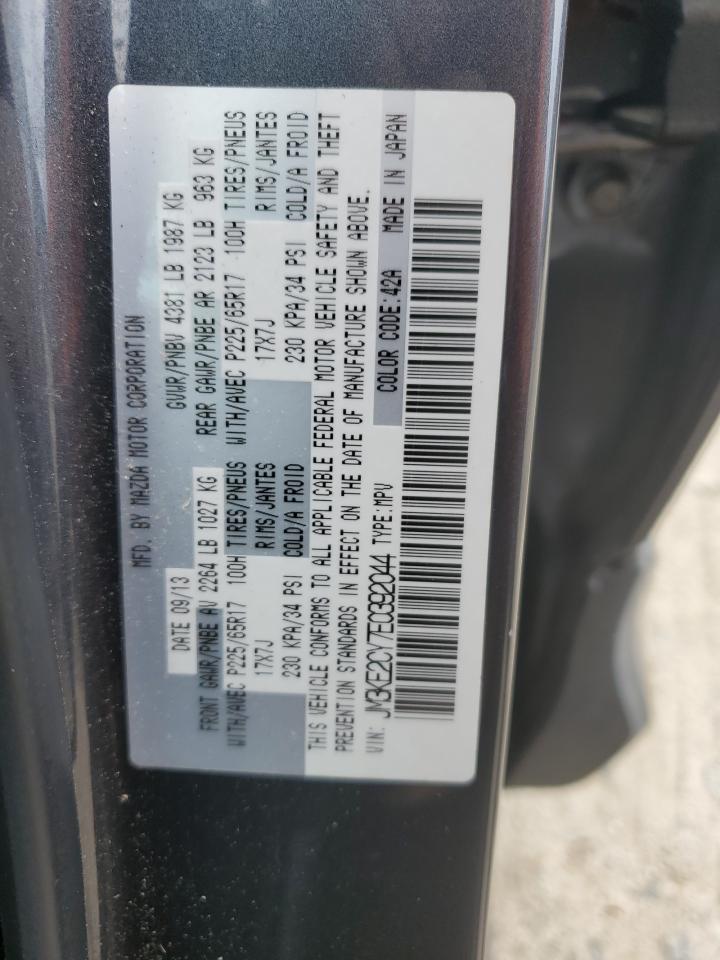 MFD. BY MAZDA MOTOR CORPORATION
DATE 09/13 GVWR/PNBV 4381 LB 1987 KG
FRONT GAWR/PNBE AV 2264 LB 1027 KG REAR GAWR/PNBE AR 2123 LB 963 KG
WITH/AVEC P225/65R17 100H TIRES/PNEUS WITH/AVEC P225/65R17 100H TIRES/PNEUS
17X7J RIMS/JANTES 17X7J RIMS/JANTES
230 KPA/34 PSI COLD/A FROID 230 KPA/34 PSI COLD/A FROID
THIS VEHICLE CONFORMS TO ALL APPLICABLE FEDERAL MOTOR VEHICLE SAFETY AND THEFT
PREVENTION STANDARDS IN EFFECT ON THE DATE OF MANUFACTURE SHOWN ABOVE.
VIN: JM3KE2CY7E0392044 TYPE:MPV COLOR CODE:42A MADE IN JAPAN